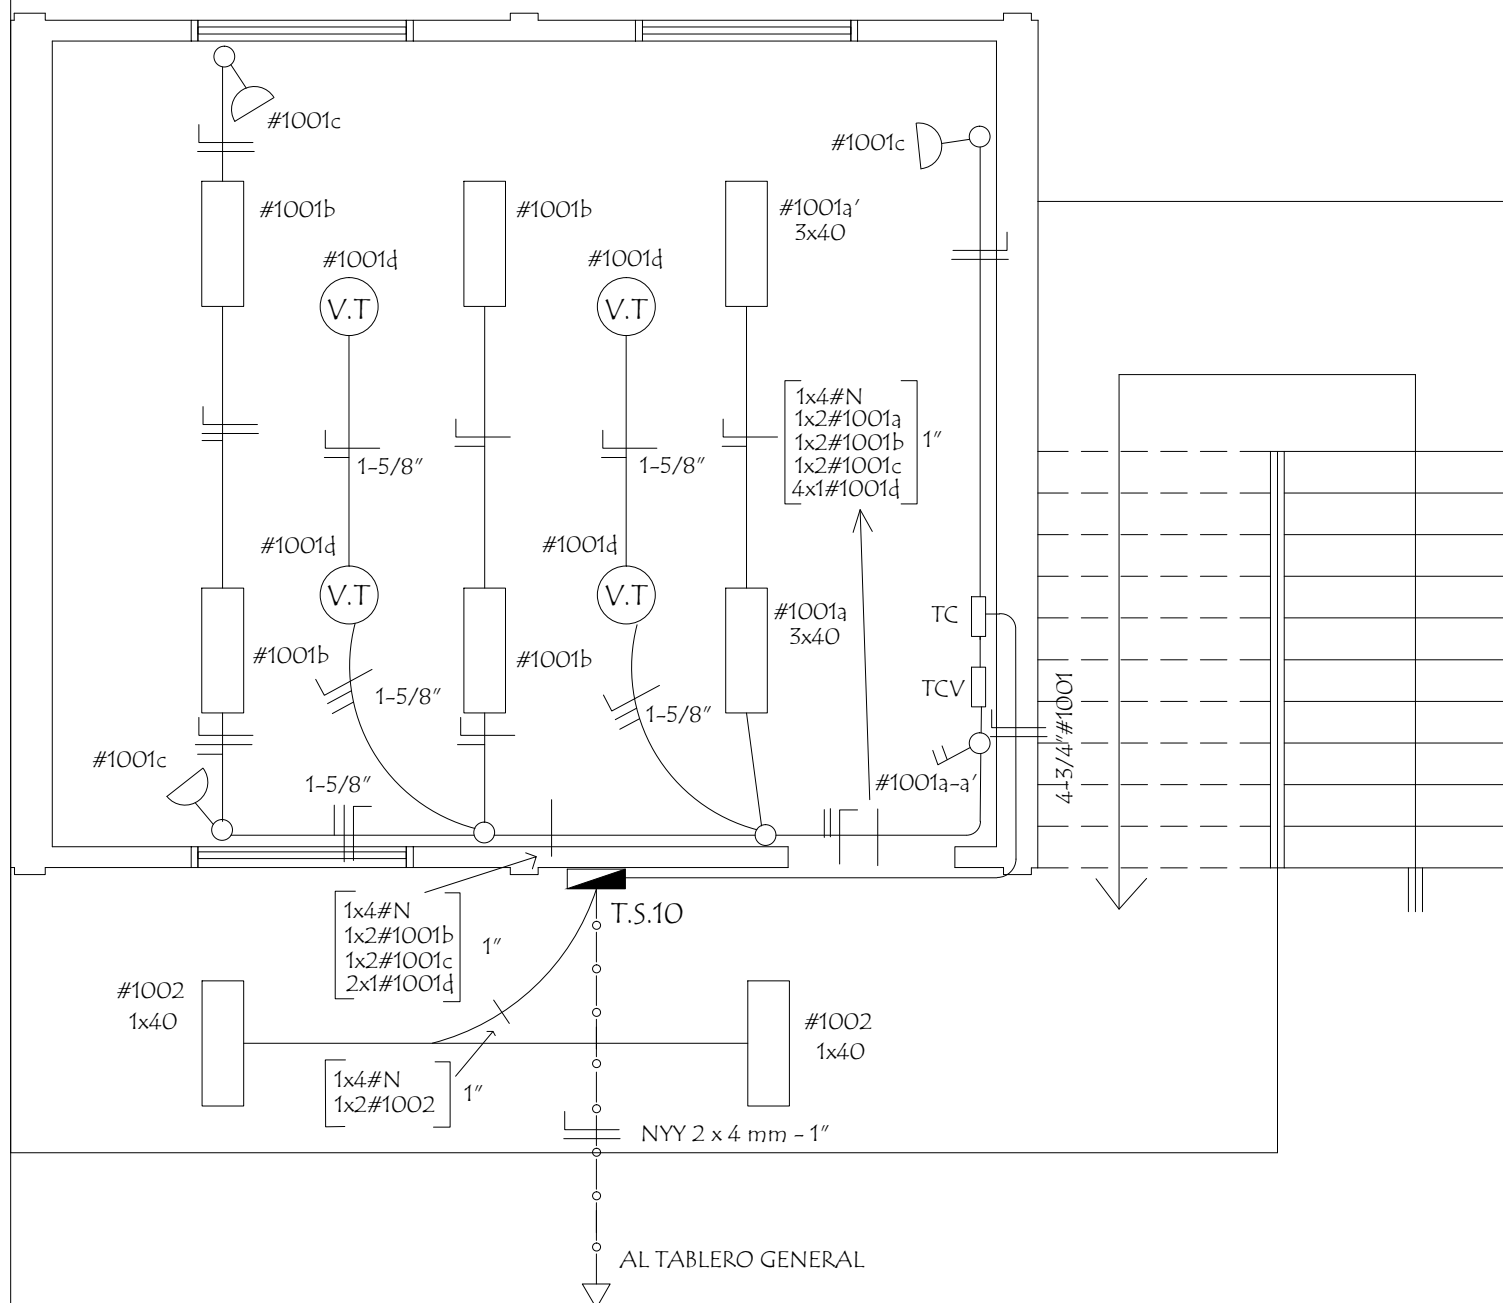 #1001c
#1001c
#1001b
#1001b
#1001a'
3x40
#1001d
#1001d
V.T
V.T
1x4#N
1x2#1001a
1x2#1001b
1x2#1001c
4x1#1001d
1"
1-5/8"
1-5/8"
#1001d
#1001d
V.T
V.T
#1001a
3x40
TC
#1001b
#1001b
TCV
1-5/8"
1-5/8"
4-3/4"#1001
#1001c
1-5/8"
#1001a-a'
1x4#N
1x2#1001b
1x2#1001c
2x1#1001d
1"
T.S.10
#1002
1x40
#1002
1x40
1x4#N
1x2#1002
1"
NYY 2 x 4 mm - 1"
AL TABLERO GENERAL